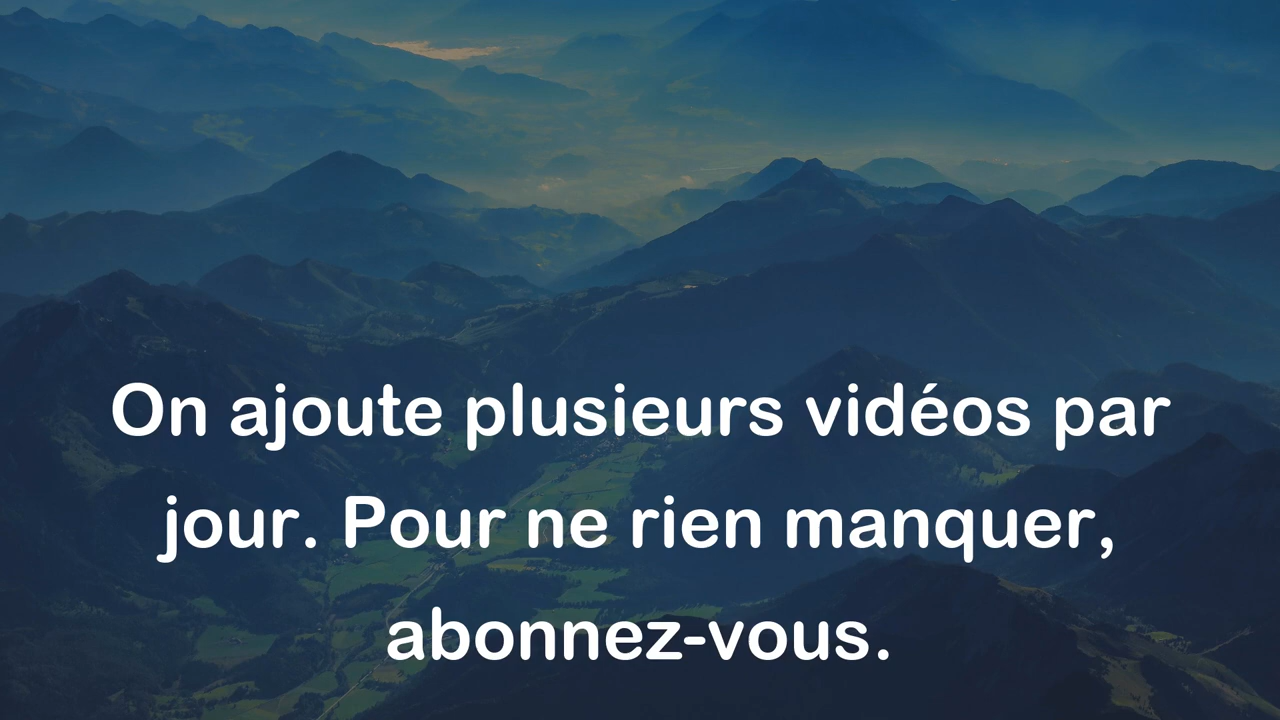 On ajoute plusieurs vidéos par
jour. Pour ne rien manquer,
abonnez-vous.